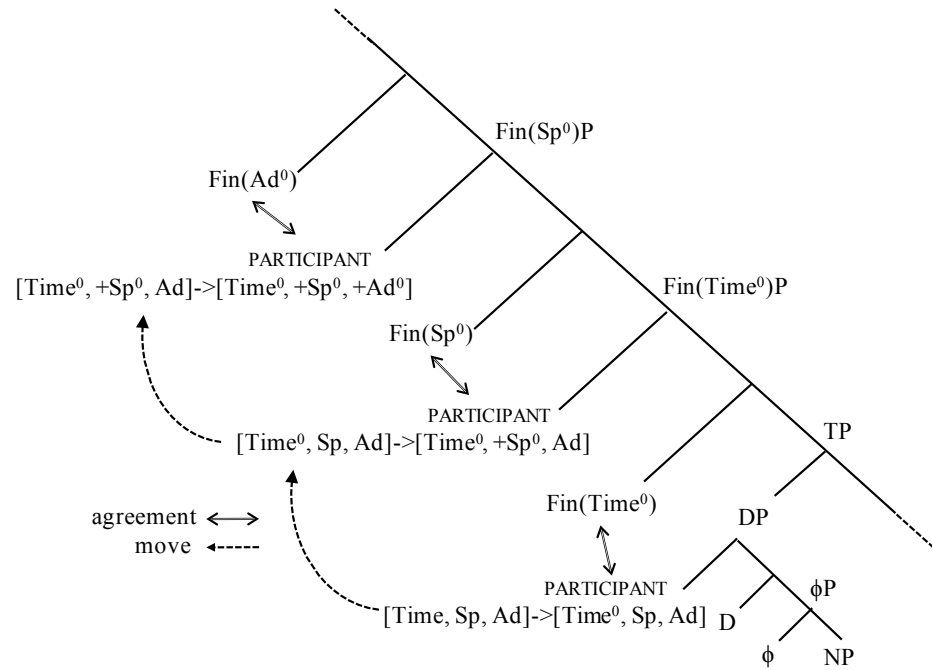 Fin(Sp⁰)P
Fin(Ad⁰)
PARTICIPANT
[Time⁰, +Sp⁰, Ad]->[Time⁰, +Sp⁰, +Ad⁰]
Fin(Time⁰)P
Fin(Sp⁰)
PARTICIPANT
[Time⁰, Sp, Ad]->[Time⁰, +Sp⁰, Ad]
TP
Fin(Time⁰)
DP
agreement
move
PARTICIPANT
ϕP
[Time, Sp, Ad]->[Time⁰, Sp, Ad]
D
ϕ
NP